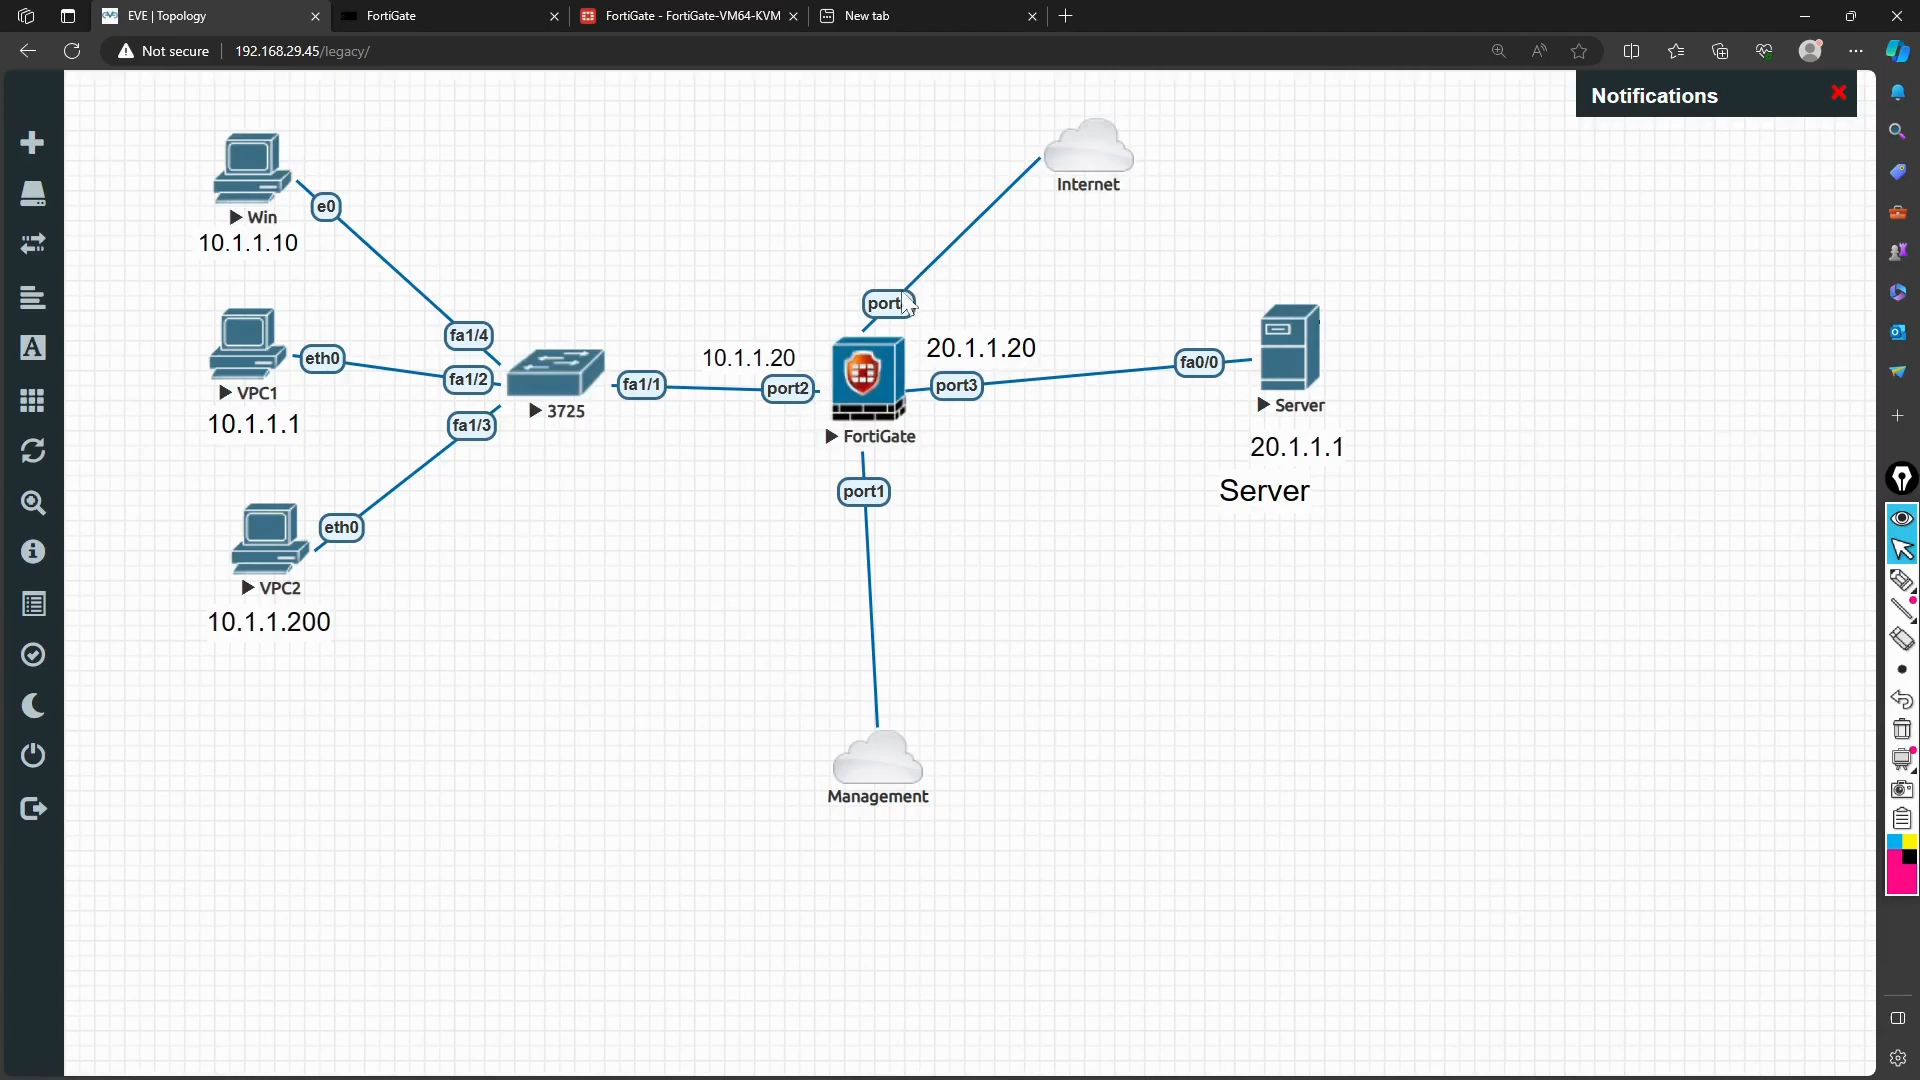 EVE | Topology
FortiGate
FortiGate - FortiGate-VM64-KVM
New tab
Not secure
192.168.29.45/legacy/
Notifications
Internet
Win
e0
10.1.1.10
port
VPC1
eth0
10.1.1.1
fa1/4
fa1/2
fa1/3
3725
fa1/1
10.1.1.20
port2
20.1.1.20
port3
FortiGate
port1
fa0/0
Server
20.1.1.1
Server
eth0
VPC2
10.1.1.200
Management